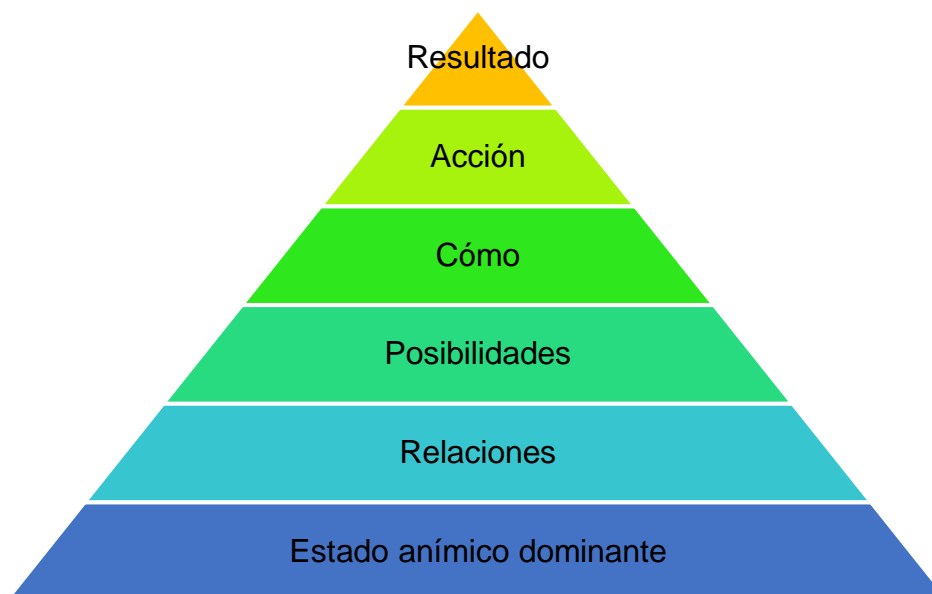 Resultado
Acción
Cómo
Posibilidades
Relaciones
Estado anímico dominante